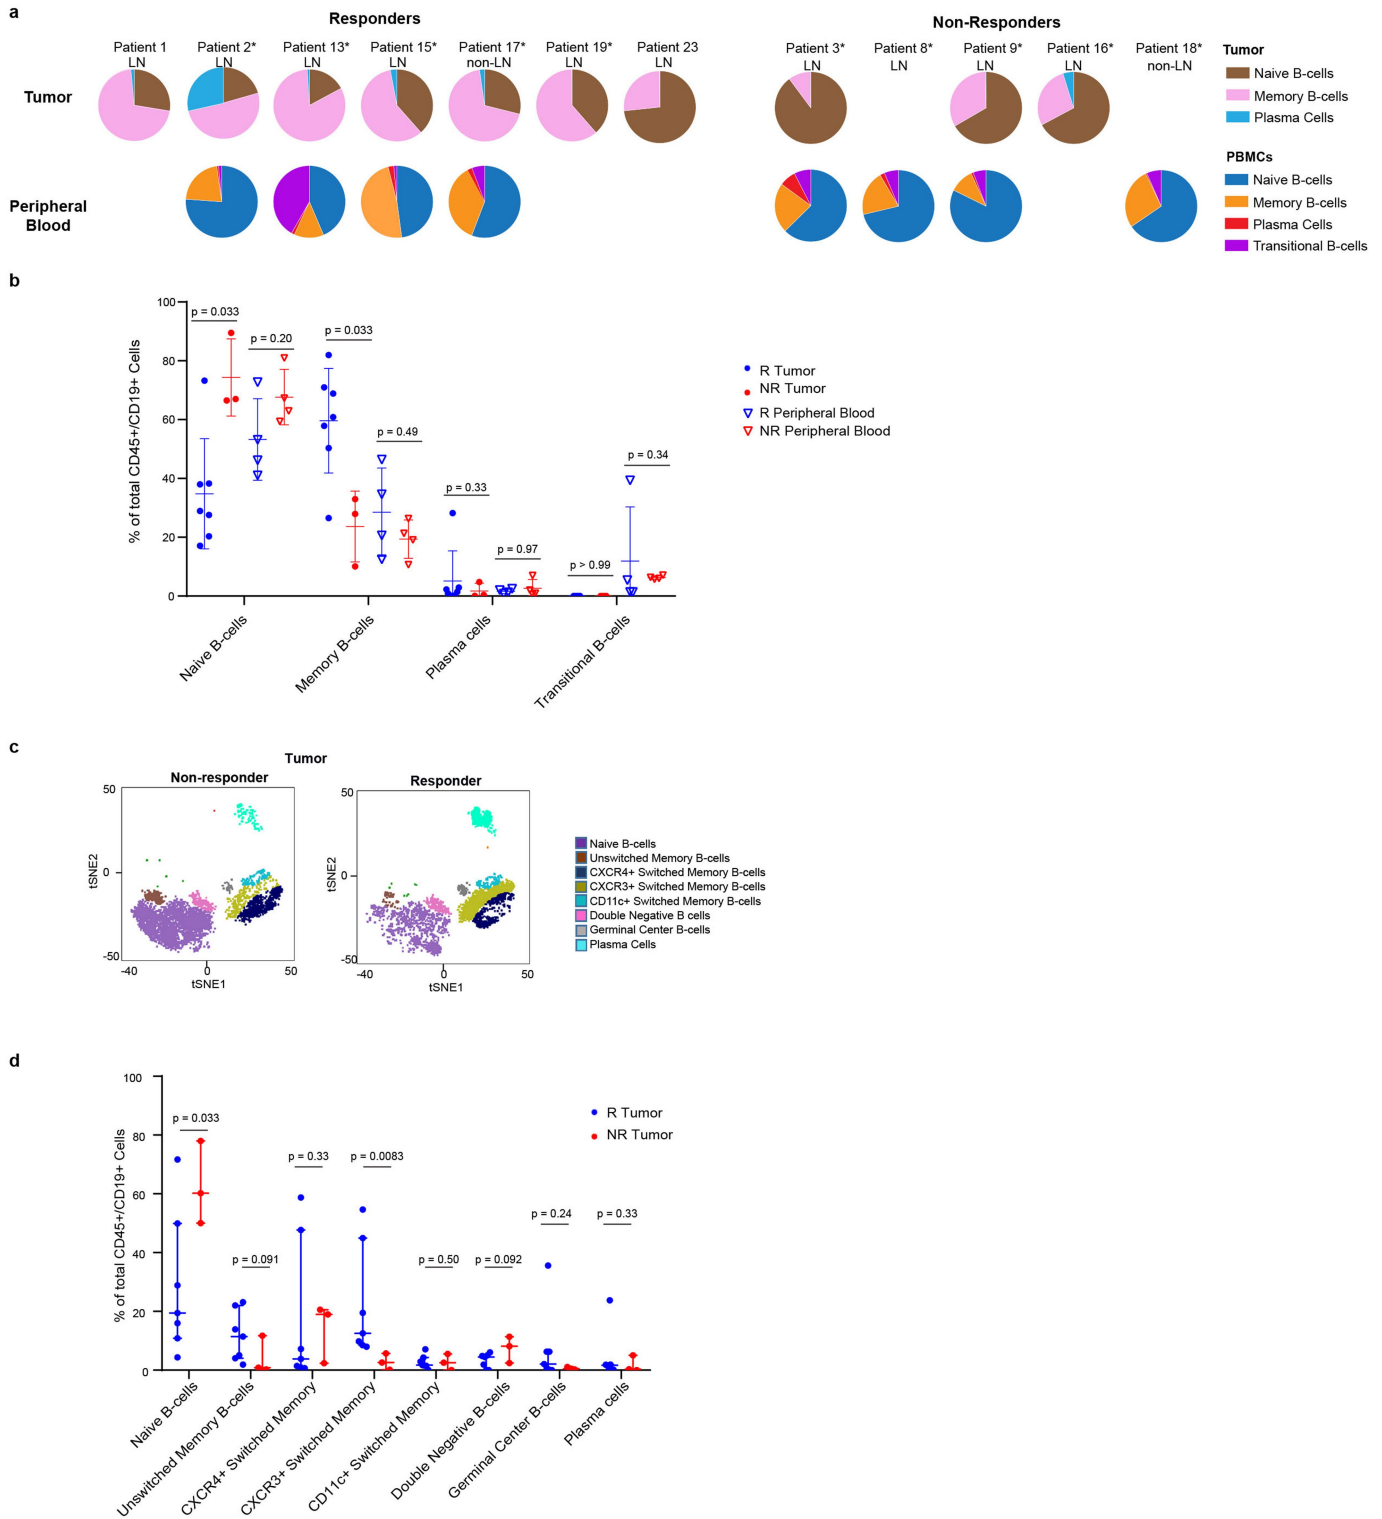 a
Responders
Non-Responders
Patient 1
LN
Patient 2*
LN
Patient 13*
LN
Patient 15*
LN
Patient 17*
non-LN
Patient 19*
LN
Patient 23
Patient 3*
LN
Patient 8*
LN
Patient 9*
LN
Patient 16*
LN
Patient 18*
non-LN
Tumor
Peripheral
Blood
Tumor
Naive B-cells
Memory B-cells
Plasma Cells
PBMCs
Naive B-cells
Memory B-cells
Plasma Cells
Transitional B-cells
b
% of total CD45+/CD19+ Cells
100
80
60
40
20
0
p = 0.033
p = 0.20
p = 0.033
p = 0.49
p = 0.33
p = 0.97
p > 0.99
p = 0.34
Naive B-cells
Memory B-cells
Plasma cells
Transitional B-cells
R Tumor
NR Tumor
R Peripheral Blood
NR Peripheral Blood
c
Tumor
Non-responder
Responder
50
0
-50
tSNE2
-40
0
50
tSNE1
50
0
-50
tSNE2
-40
0
50
tSNE1
Naive B-cells
Unswitched Memory B-cells
CXCR4+ Switched Memory B-cells
CXCR3+ Switched Memory B-cells
CD11c+ Switched Memory B-cells
Double Negative B cells
Germinal Center B-cells
Plasma Cells
d
% of total CD45+/CD19+ Cells
100
80
60
40
20
0
p = 0.033
p = 0.091
p = 0.33
p = 0.0083
p = 0.50
p = 0.092
p = 0.24
p = 0.33
R Tumor
NR Tumor
Naive B-cells
Unswitched Memory B-cells
CXCR4+ Switched Memory
CXCR3+ Switched Memory
CD11c+ Switched Memory
Double Negative B-cells
Germinal Center B-cells
Plasma cells